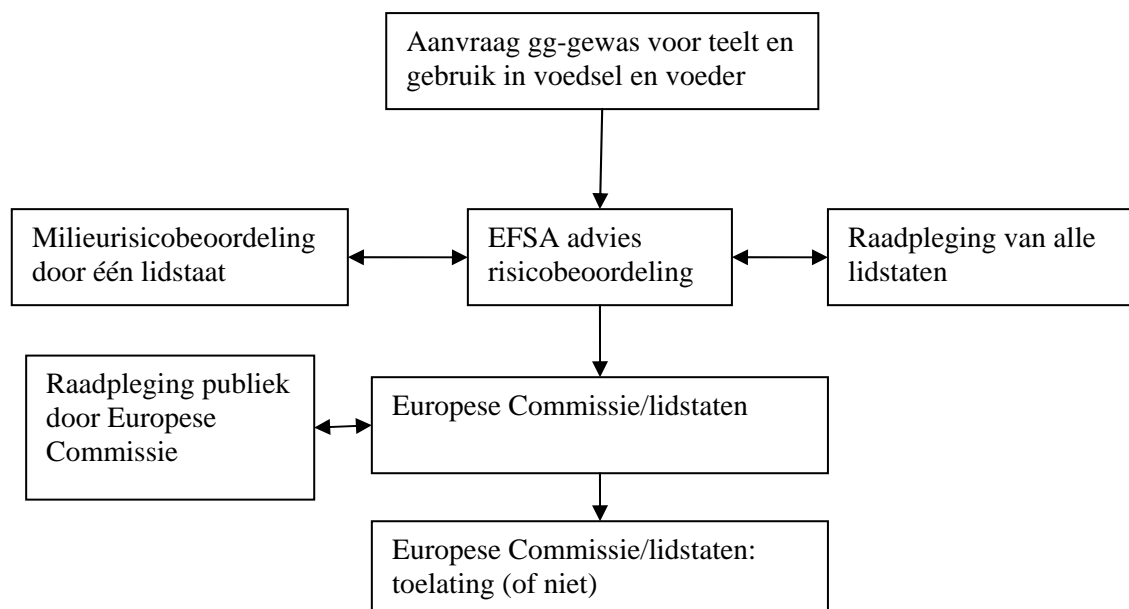 Aanvraag gg-gewas voor teelt en
gebruik in voedsel en voeder
Milieurisicobeoordeling
door één lidstaat
EFSA advies
risicobeoordeling
Raadpleging van alle
lidstaten
Raadpleging publiek
door Europese
Commissie
Europese Commissie/lidstaten
Europese Commissie/lidstaten:
toelating (of niet)